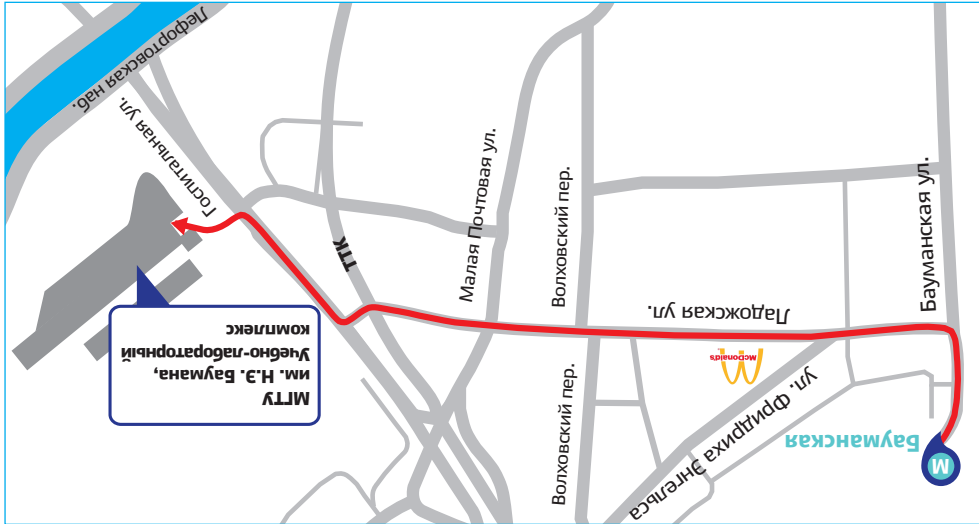 М
Бауманская
ул. Фридриха Энгельса
Волховский пер.
McDonald's
МГТУ
им. Н.Э. Баумана,
Учебно-лабораторный
комплекс
Ладожская ул.
Бауманская ул.
Волховский пер.
Малая Почтовая ул.
ТТК
Госпитальная ул.
Лефортовская наб.